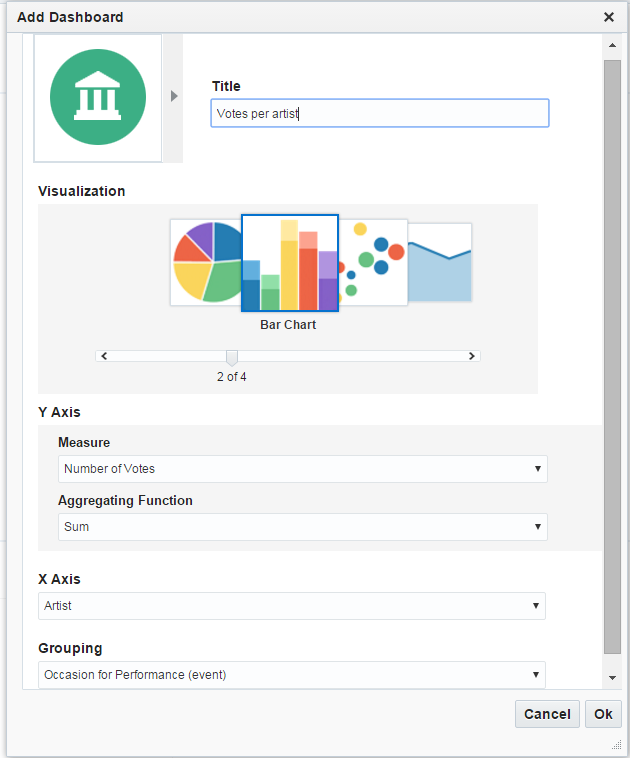 Add Dashboard
Title
Votes per artist
Visualization
Bar Chart
2 of 4
Y Axis
Measure
Number of Votes
Aggregating Function
Sum
X Axis
Artist
Grouping
Occasion for Performance (event)
Cancel Ok